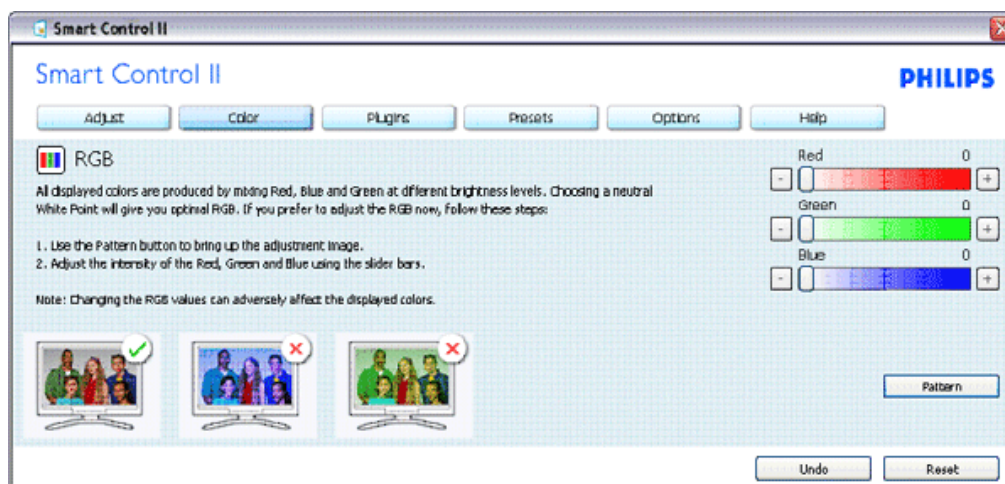 Smart Control II
Smart Control II
PHILIPS
Adjust Color Plugins Presets Options Help
RGB
All displayed colors are produced by mixing Red, Blue and Green at different brightness levels. Choosing a neutral
White Point will give you optimal RGB. If you prefer to adjust the RGB now, follow these steps:
1. Use the Pattern button to bring up the adjustment image.
2. Adjust the intensity of the Red, Green and Blue using the slider bars.
Note: Changing the RGB values can adversely affect the displayed colors.
Red 0
- +
Green 0
- +
Blue 0
- +
Pattern
Undo Reset